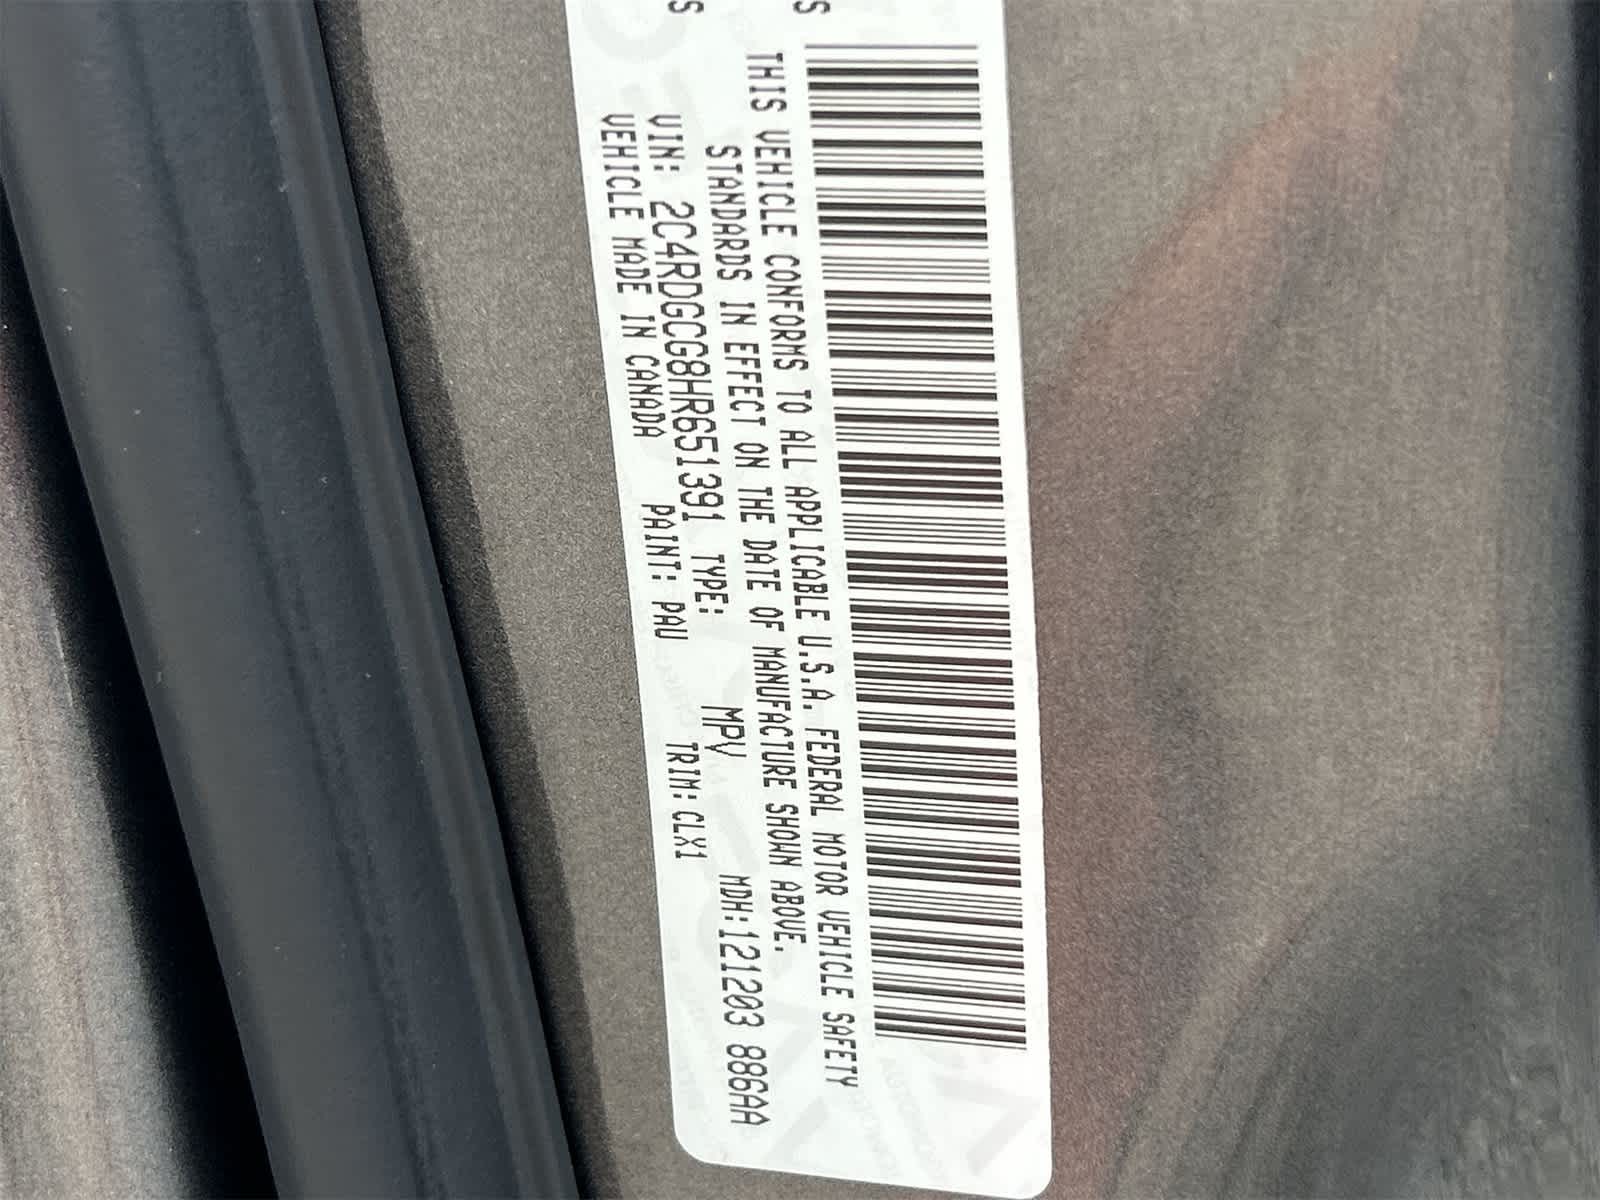 THIS VEHICLE CONFORMS TO ALL APPLICABLE U.S.A. FEDERAL MOTOR VEHICLE SAFETY
STANDARDS IN EFFECT ON THE DATE OF MANUFACTURE SHOWN ABOVE.
VIN: 2C4RDGCG8HR651391 TYPE: MPV MDH:121203 886AA
VEHICLE MADE IN CANADA PAINT: PAU TRIM:CLX1